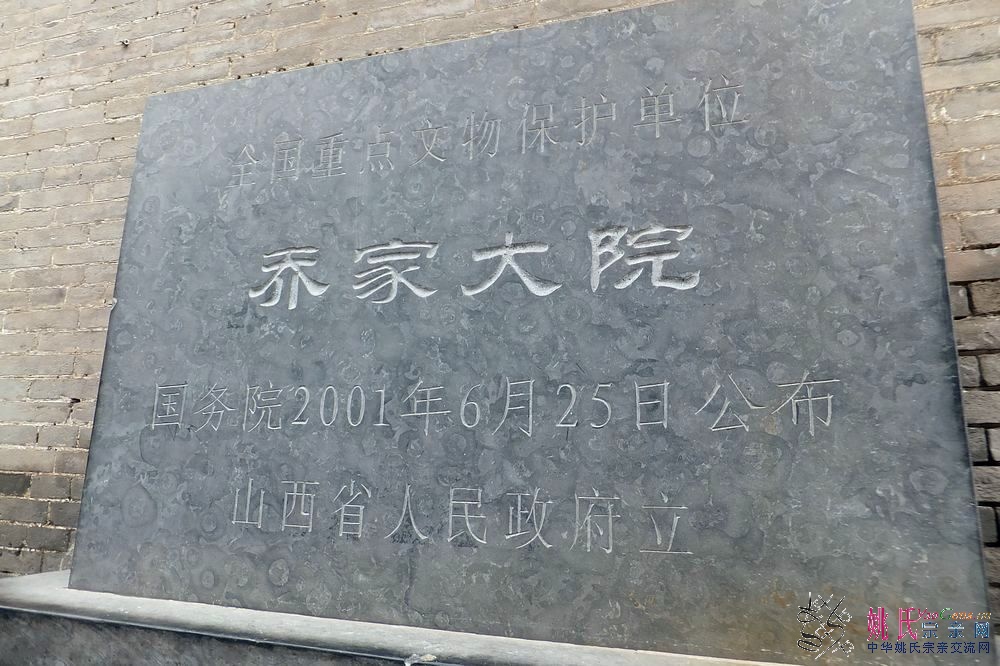 全国重点文物保护单位
乔家大院
国务院2001年6月25日公布
山西省人民政府立
姚氏宗亲网
中华姚氏宗亲交流网